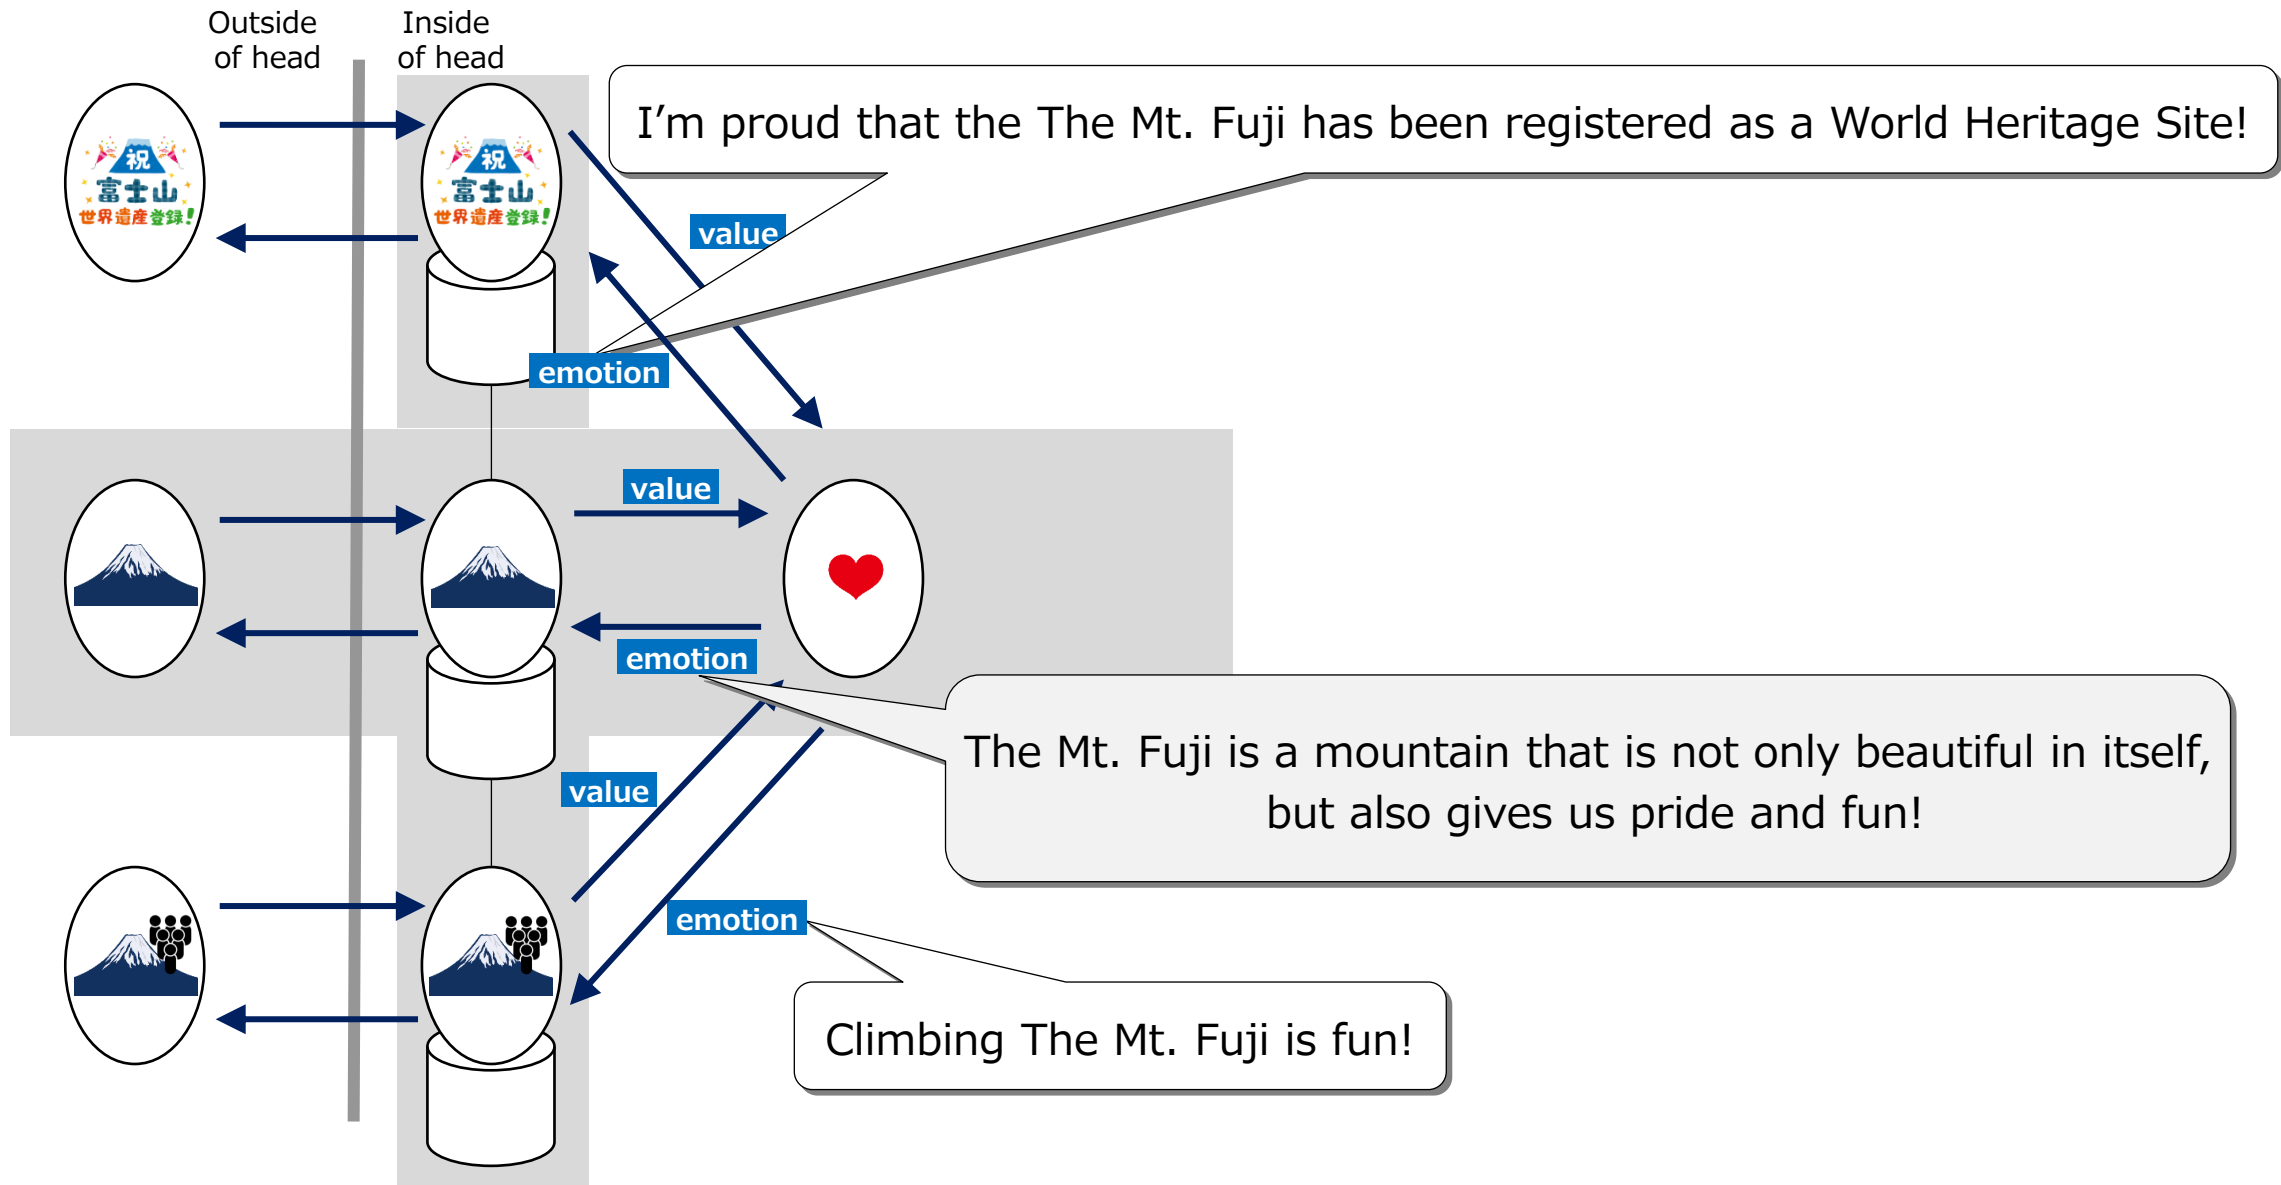 Outside
of head
Inside
of head
I’m proud that the The Mt. Fuji has been registered as a World Heritage Site!
祝
富士山
世界遺産登録!
祝
富士山
世界遺産登録!
value
emotion
value
emotion
The Mt. Fuji is a mountain that is not only beautiful in itself,
but also gives us pride and fun!
value
emotion
Climbing The Mt. Fuji is fun!